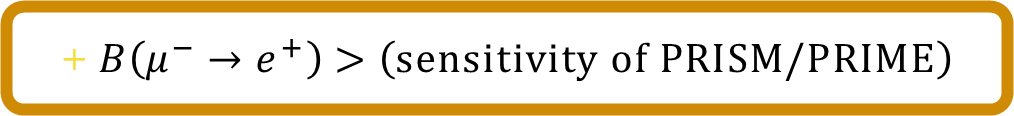 + B(μ⁻ → e⁺) > (sensitivity of PRISM/PRIME)